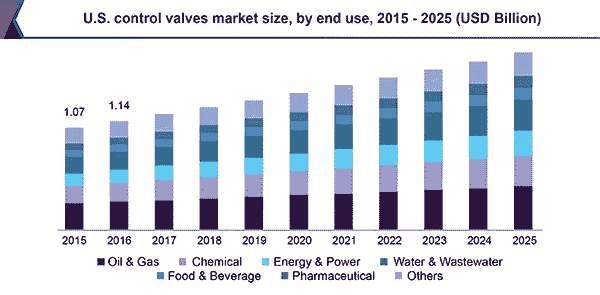 U.S. control valves market size, by end use, 2015 - 2025 (USD Billion)
1.07
1.14
2015 2016 2017 2018 2019 2020 2021 2022 2023 2024 2025
Oil & Gas Chemical Energy & Power Water & Wastewater
Food & Beverage Pharmaceutical Others